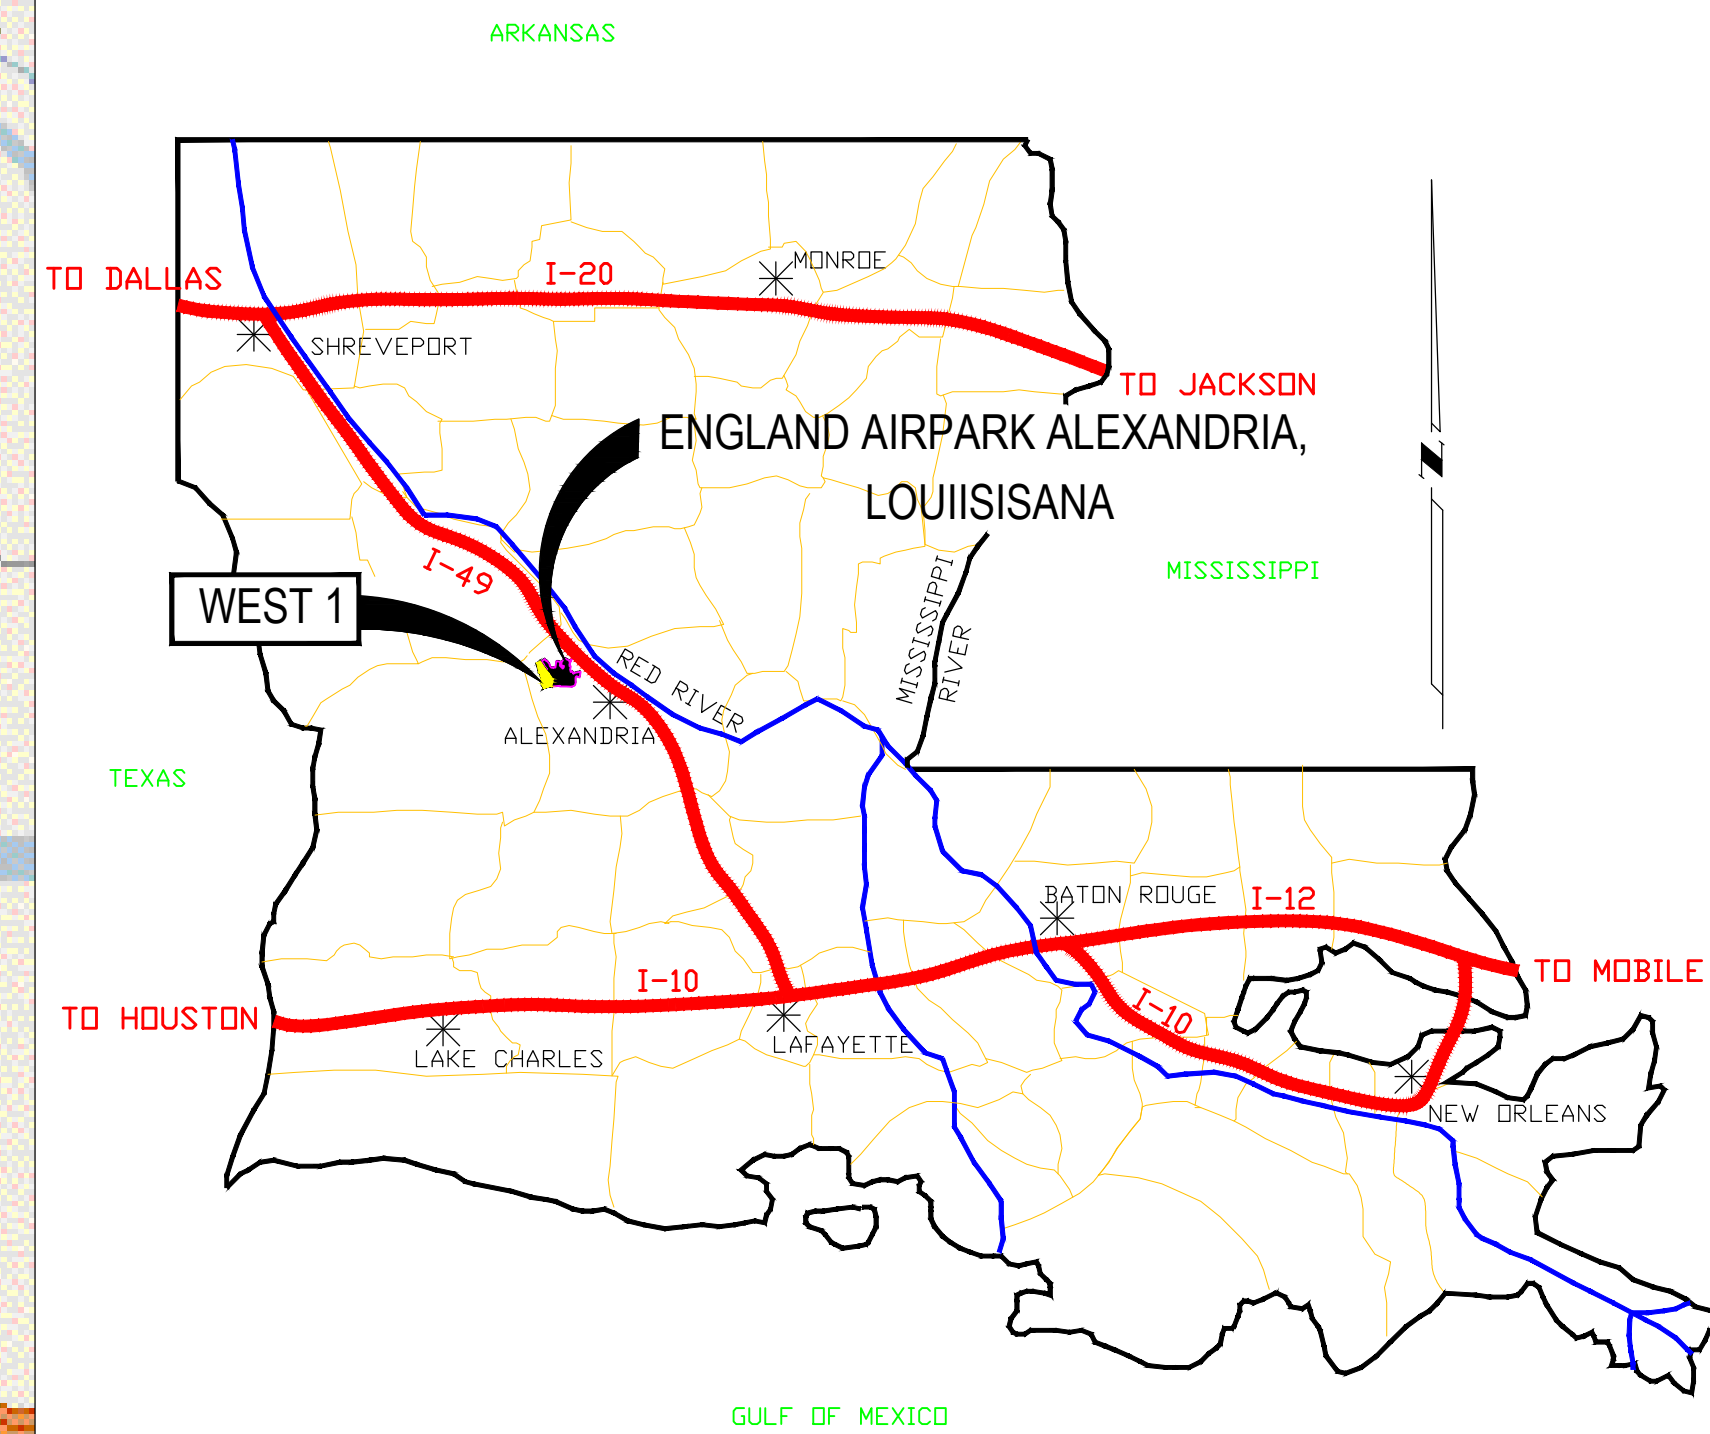 ARKANSAS
MONROE
TO DALLAS
I-20
SHREVEPORT
TO JACKSON
ENGLAND AIRPARK ALEXANDRIA,
LOUIISISANA
N
I-49
MISSISSIPPI
WEST 1
MISSISSIPPI
RIVER
RED RIVER
ALEXANDRIA
TEXAS
BATON ROUGE
I-12
TO MOBILE
I-10
I-10
TO HOUSTON
LAFAYETTE
LAKE CHARLES
NEW ORLEANS
GULF OF MEXICO